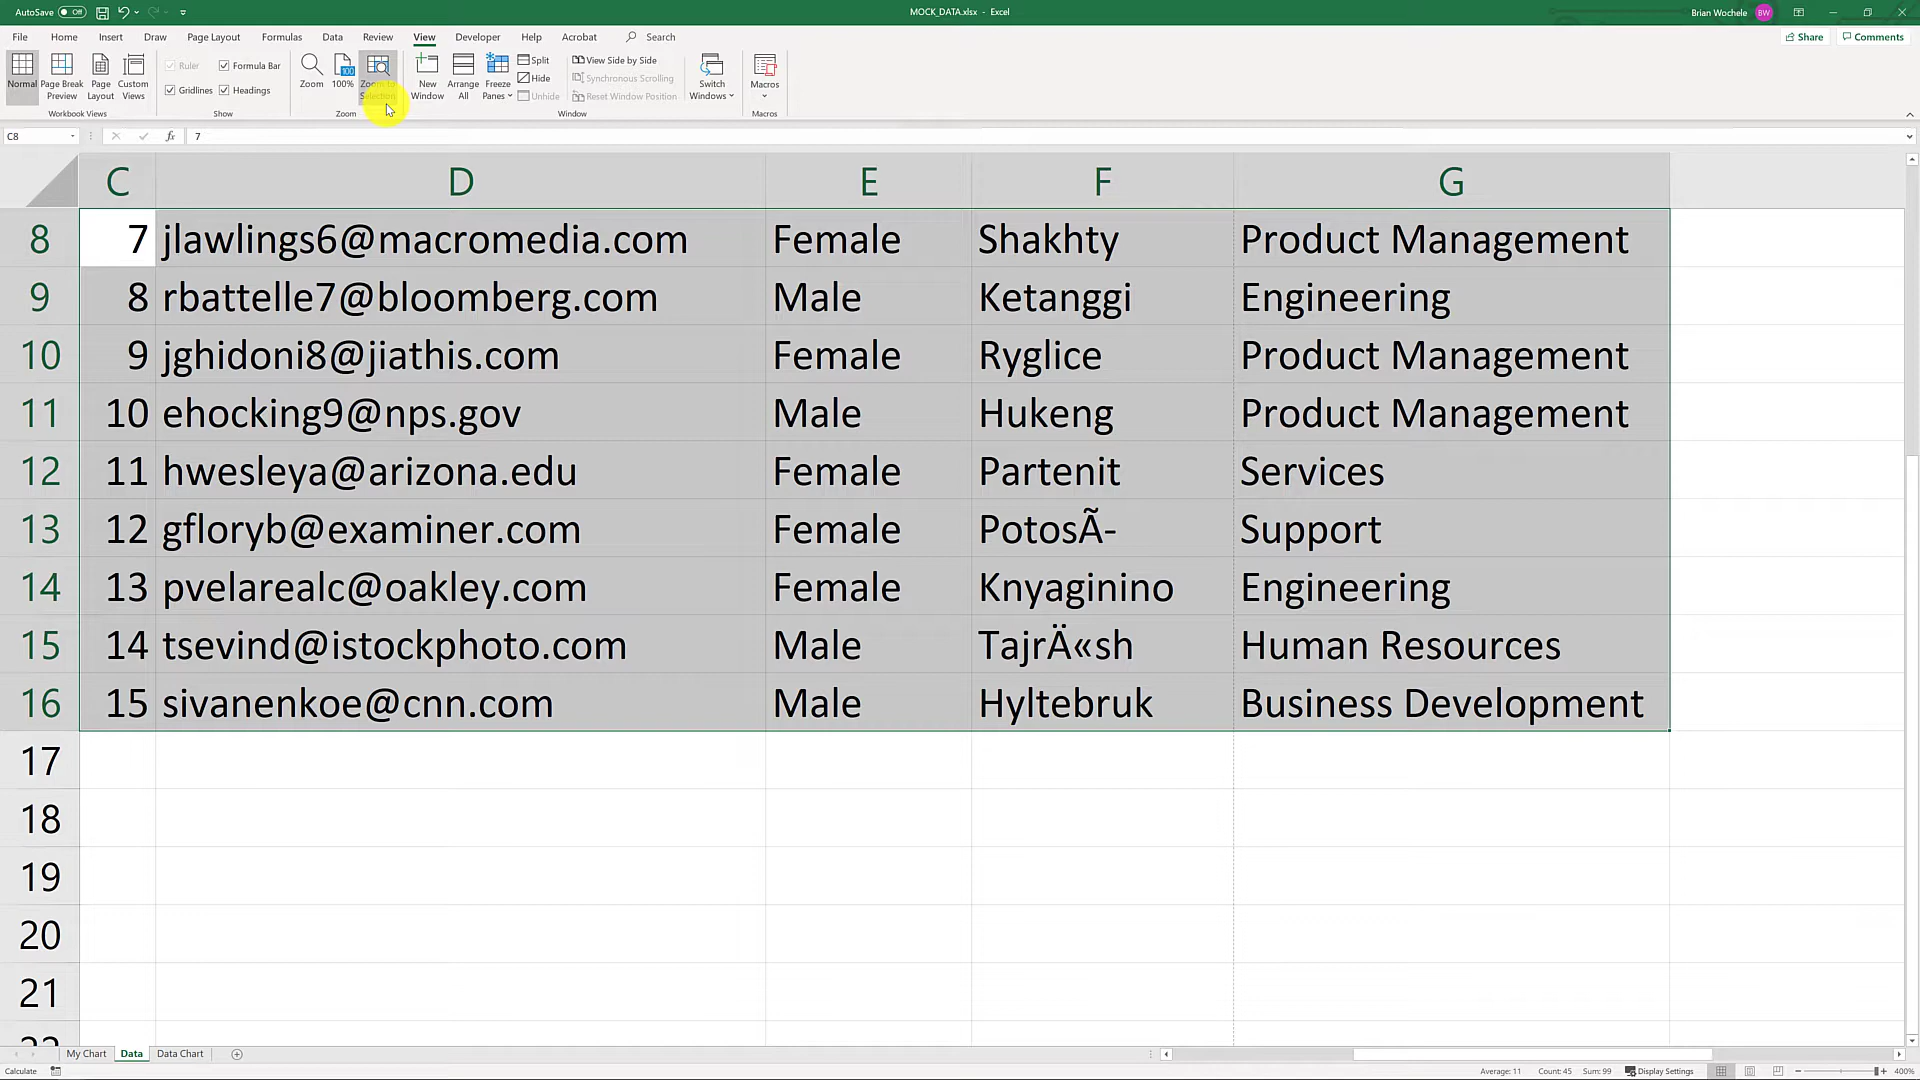 AutoSave Off MOCK_DATA.xlsx - Excel Brian Wochele BW
File Home Insert Draw Page Layout Formulas Data Review View Developer Help Acrobat Search Share Comments
Normal Page Break Preview Page Layout Custom Views
Ruler Formula Bar
Gridlines Headings
Zoom 100% Zoom to Selection
New Window Arrange All Freeze Panes
Split
Hide
Unhide
View Side by Side
Synchronous Scrolling
Reset Window Position
Switch Windows Macros
Workbook Views Show Zoom Window Macros
C8 fx 7
C D E F G
8 7 jlawlings6@macromedia.com Female Shakhty Product Management
9 8 rbattelle7@bloomberg.com Male Ketanggi Engineering
10 9 jghidoni8@jiathis.com Female Ryglice Product Management
11 10 ehocking9@nps.gov Male Hukeng Product Management
12 11 hwesleya@arizona.edu Female Partenit Services
13 12 gfloryb@examiner.com Female PotosÃ- Support
14 13 pvelarealc@oakley.com Female Knyaginino Engineering
15 14 tsevind@istockphoto.com Male TajrÄ«sh Human Resources
16 15 sivanenkoe@cnn.com Male Hyltebruk Business Development
17
18
19
20
21
22
My Chart Data Data Chart
Calculate Average: 11 Count: 45 Sum: 99 Display Settings 400%